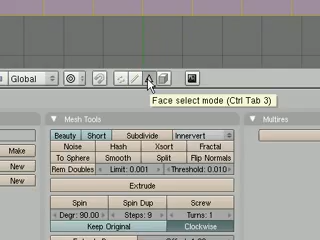 Global
Face select mode (Ctrl Tab 3)
Mesh Tools
Multires
Beauty Short Subdivide Innervert
Noise Hash Xsort Fractal
Make
To Sphere Smooth Split Flip Normals
New
Rem Doubles Limit: 0.001 Threshold: 0.010
New
Extrude
Spin Spin Dup Screw
Degr: 90.00 Steps: 9 Turns: 1
Keep Original Clockwise